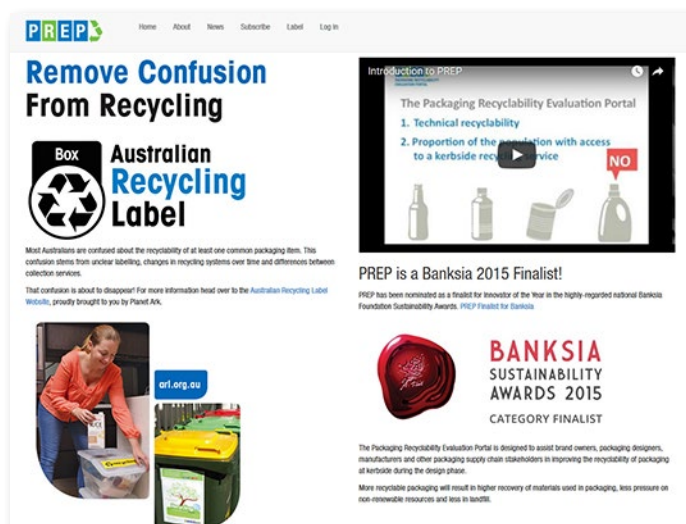 PREP
Home About News Subscribe Label Log in
Remove Confusion
From Recycling
Box
Australian
Recycling
Label
Most Australians are confused about the recyclability of at least one common packaging item. This
confusion stems from unclear labelling, changes in recycling systems over time and differences between
collection services.
That confusion is about to disappear! For more information head over to the Australian Recycling Label
Website, proudly brought to you by Planet Ark.
arl.org.au
Introduction to PREP
The Packaging Recyclability Evaluation Portal
1. Technical recyclability
2. Proportion of the population with access
to a kerbside recycling service
NO
PREP is a Banksia 2015 Finalist!
PREP has been nominated as a finalist for Innovator of the Year in the highly-regarded national Banksia
Foundation Sustainability Awards. PREP Finalist for Banksia
BANKSIA
SUSTAINABILITY
AWARDS 2015
CATEGORY FINALIST
The Packaging Recyclability Evaluation Portal is designed to assist brand owners, packaging designers,
manufacturers and other packaging supply chain stakeholders in improving the recyclability of packaging
at kerbside during the design phase.
More recyclable packaging will result in higher recovery of materials used in packaging, less pressure on
non-renewable resources and less in landfill.